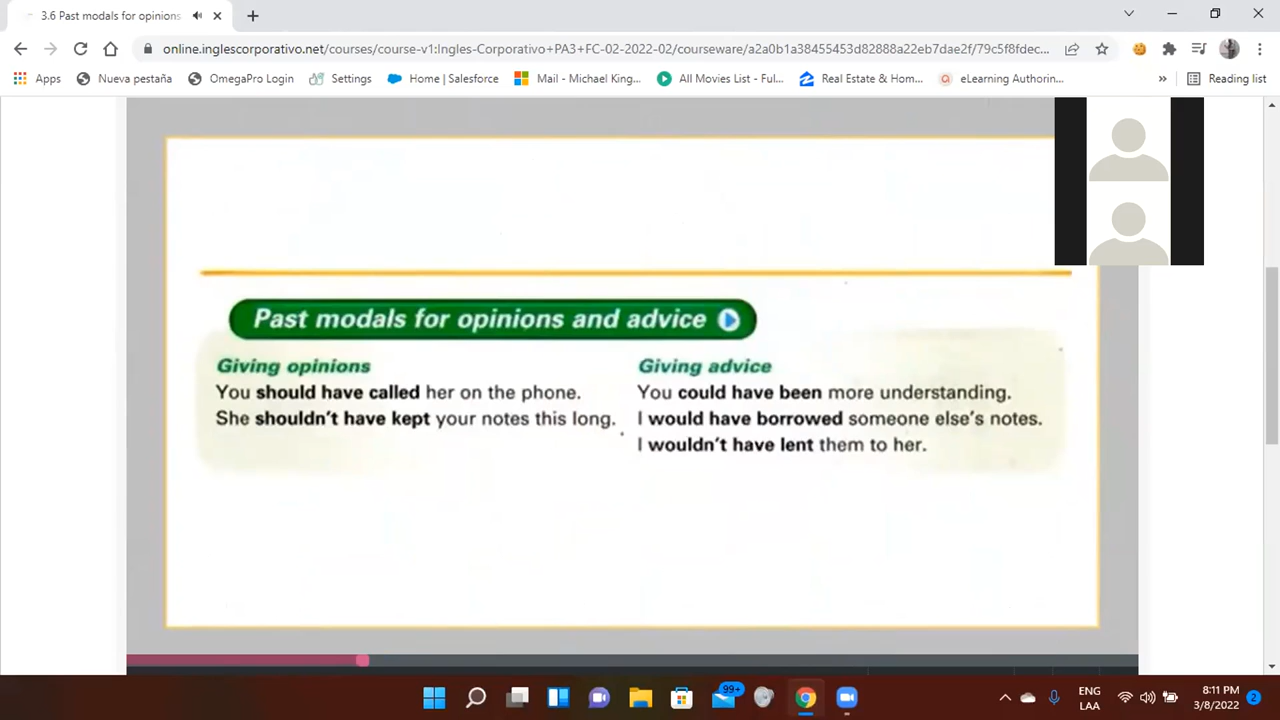 3.6 Past modals for opinions
online.inglescorporativo.net/courses/course-v1:Ingles-Corporativo+PA3+FC-02-2022-02/courseware/a2a0b1a38455453d82888a22eb7dae2f/79c5f8fdec...
Apps Nueva pestaña OmegaPro Login Settings Home | Salesforce Mail - Michael King... All Movies List - Ful... Real Estate & Hom... eLearning Authorin... » Reading list
Past modals for opinions and advice
Giving opinions
You should have called her on the phone.
She shouldn't have kept your notes this long.
Giving advice
You could have been more understanding.
I would have borrowed someone else's notes.
I wouldn't have lent them to her.
99+
ENG
LAA
8:11 PM
3/8/2022
2